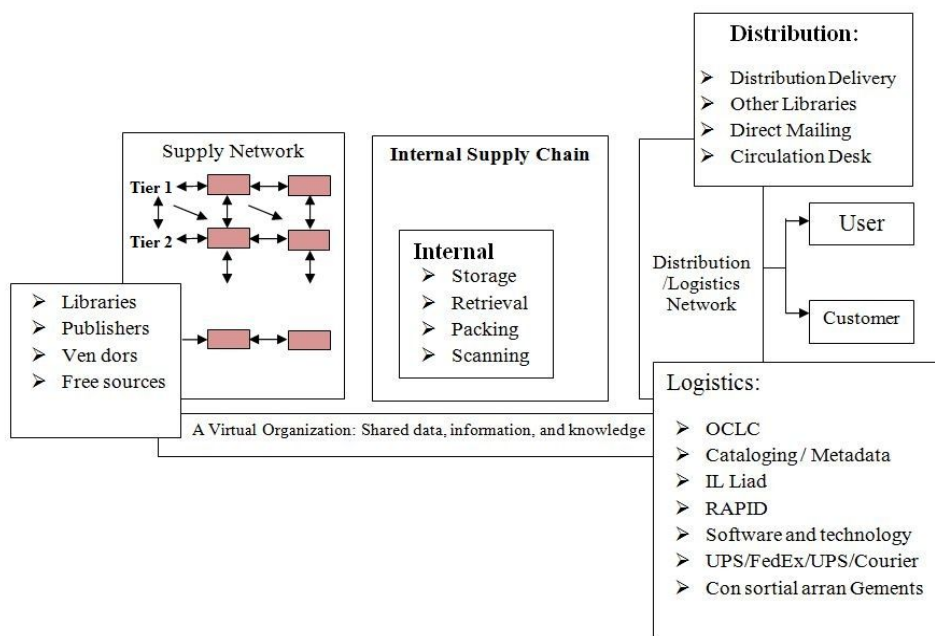 Supply Network
Tier 1
Tier 2
Libraries
Publishers
Ven dors
Free sources
Internal Supply Chain
Internal
Storage
Retrieval
Packing
Scanning
A Virtual Organization: Shared data, information, and knowledge
Distribution:
Distribution Delivery
Other Libraries
Direct Mailing
Circulation Desk
Distribution
/Logistics
Network
User
Customer
Logistics:
OCLC
Cataloging / Metadata
IL Liad
RAPID
Software and technology
UPS/FedEx/UPS/Courier
Con sortial arran Gements